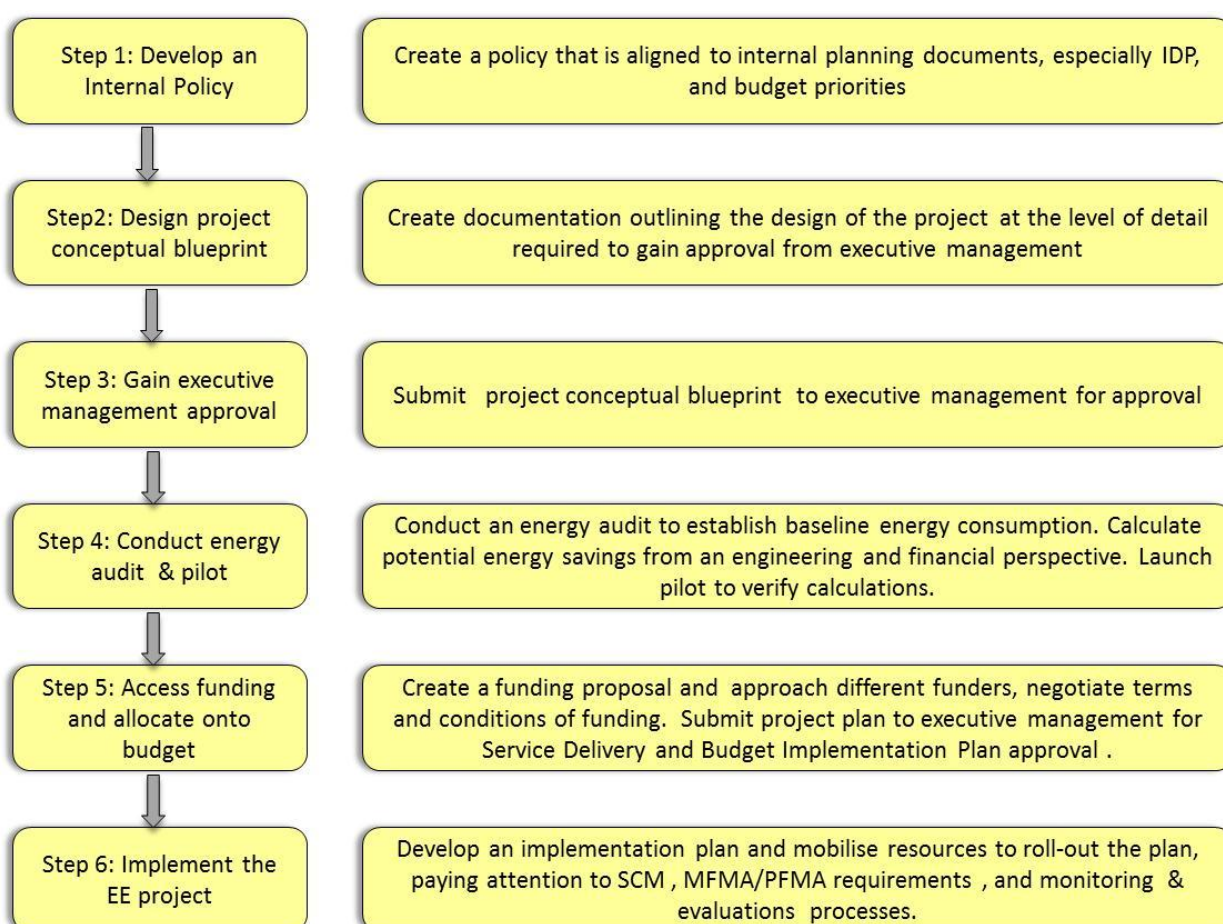 Step 1: Develop an
Internal Policy
Create a policy that is aligned to internal planning documents, especially IDP,
and budget priorities
Step2: Design project
conceptual blueprint
Create documentation outlining the design of the project at the level of detail
required to gain approval from executive management
Step 3: Gain executive
management approval
Submit project conceptual blueprint to executive management for approval
Step 4: Conduct energy
audit & pilot
Conduct an energy audit to establish baseline energy consumption. Calculate
potential energy savings from an engineering and financial perspective. Launch
pilot to verify calculations.
Step 5: Access funding
and allocate onto
budget
Create a funding proposal and approach different funders, negotiate terms
and conditions of funding. Submit project plan to executive management for
Service Delivery and Budget Implementation Plan approval .
Step 6: Implement the
EE project
Develop an implementation plan and mobilise resources to roll-out the plan,
paying attention to SCM , MFMA/PFMA requirements , and monitoring &
evaluations processes.